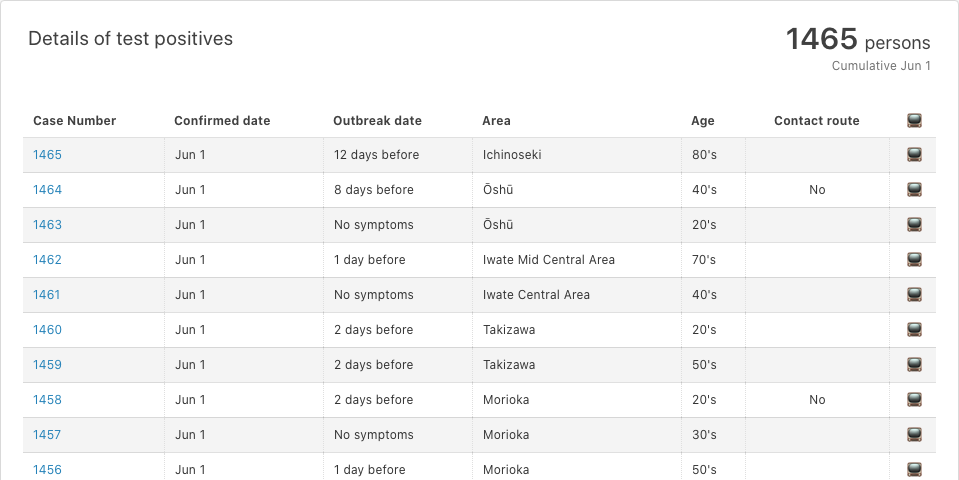 Details of test positives
1465 persons
Cumulative Jun 1
Case Number Confirmed date Outbreak date Area Age Contact route
1465 Jun 1 12 days before Ichinoseki 80's
1464 Jun 1 8 days before Ōshū 40's No
1463 Jun 1 No symptoms Ōshū 20's
1462 Jun 1 1 day before Iwate Mid Central Area 70's
1461 Jun 1 No symptoms Iwate Central Area 40's
1460 Jun 1 2 days before Takizawa 20's
1459 Jun 1 2 days before Takizawa 50's
1458 Jun 1 2 days before Morioka 20's No
1457 Jun 1 No symptoms Morioka 30's
1456 Jun 1 1 day before Morioka 50's